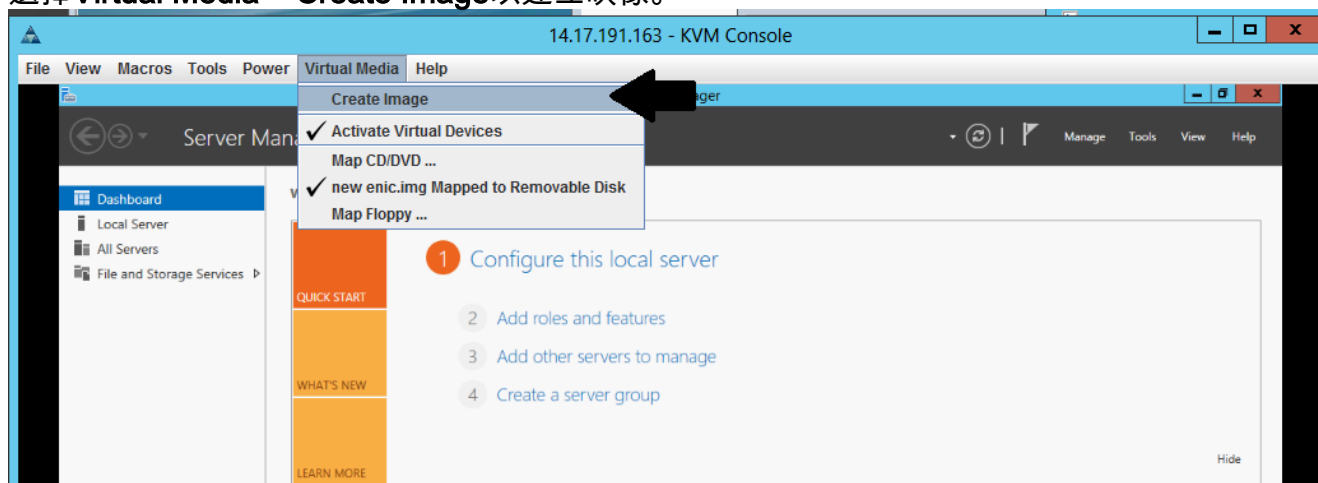 14.17.191.163 - KVM Console
File View Macros Tools Power Virtual Media Help
Create Image
Activate Virtual Devices
Map CD/DVD ...
new enic.img Mapped to Removable Disk
Map Floppy ...
Manage Tools View Help
Dashboard
Local Server
All Servers
File and Storage Services
1 Configure this local server
QUICK START
2 Add roles and features
3 Add other servers to manage
WHAT'S NEW
4 Create a server group
Hide
LEARN MORE